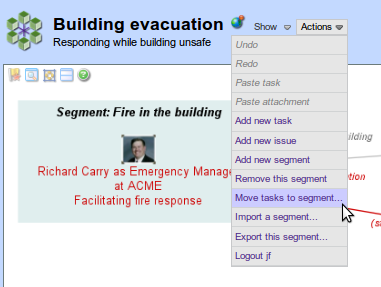 Building evacuation
Responding while building unsafe
Show
Actions
Undo
Redo
Paste task
Paste attachment
Add new task
Add new issue
Add new segment
Remove this segment
Move tasks to segment...
Import a segment...
Export this segment...
Logout jf
Segment: Fire in the building
Richard Carry as Emergency Manage
at ACME
Facilitating fire response
uilding